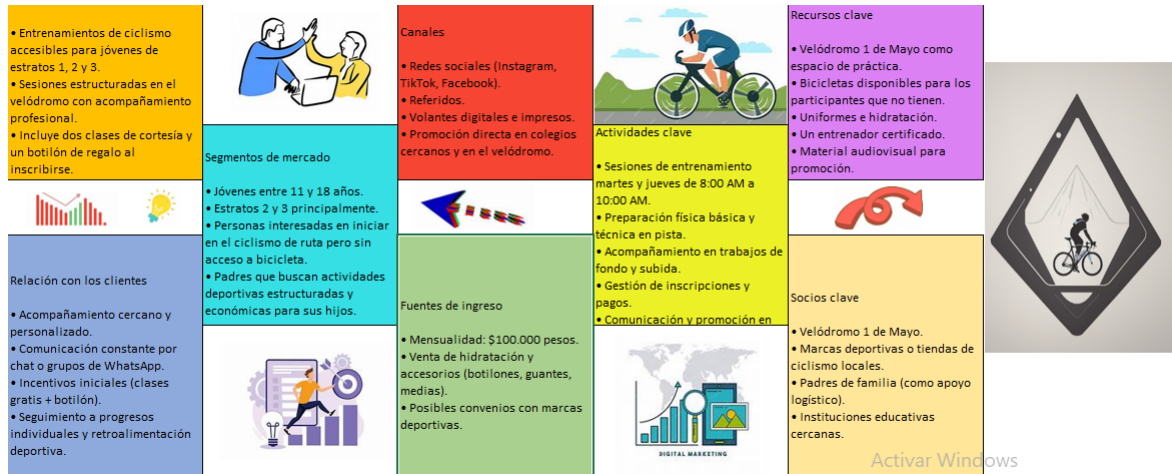 • Entrenamientos de ciclismo
accesibles para jóvenes de
estratos 1, 2 y 3.
• Sesiones estructuradas en el
velódromo con acompañamiento
profesional.
• Incluye dos clases de cortesía y
un botilón de regalo al
inscribirse.
Relación con los clientes
• Acompañamiento cercano y
personalizado.
• Comunicación constante por
chat o grupos de WhatsApp.
• Incentivos iniciales (clases
gratis + botilón).
• Seguimiento a progresos
individuales y retroalimentación
deportiva.
Segmentos de mercado
• Jóvenes entre 11 y 18 años.
• Estratos 2 y 3 principalmente.
• Personas interesadas en iniciar
en el ciclismo de ruta pero sin
acceso a bicicleta.
• Padres que buscan actividades
deportivas estructuradas y
económicas para sus hijos.
Canales
• Redes sociales (Instagram,
TikTok, Facebook).
• Referidos.
• Volantes digitales e impresos.
• Promoción directa en colegios
cercanos y en el velódromo.
Fuentes de ingreso
• Mensualidad: $100.000 pesos.
• Venta de hidratación y
accesorios (botilones, guantes,
medias).
• Posibles convenios con marcas
deportivas.
Actividades clave
• Sesiones de entrenamiento
martes y jueves de 8:00 AM a
10:00 AM.
• Preparación física básica y
técnica en pista.
• Acompañamiento en trabajos de
fondo y subida.
• Gestión de inscripciones y
pagos.
• Comunicación y promoción en
DIGITAL MARKETING
Recursos clave
• Velódromo 1 de Mayo como
espacio de práctica.
• Bicicletas disponibles para los
participantes que no tienen.
• Uniformes e hidratación.
• Un entrenador certificado.
• Material audiovisual para
promoción.
Socios clave
• Velódromo 1 de Mayo.
• Marcas deportivas o tiendas de
ciclismo locales.
• Padres de familia (como apoyo
logístico).
• Instituciones educativas
cercanas.
Activar Windows